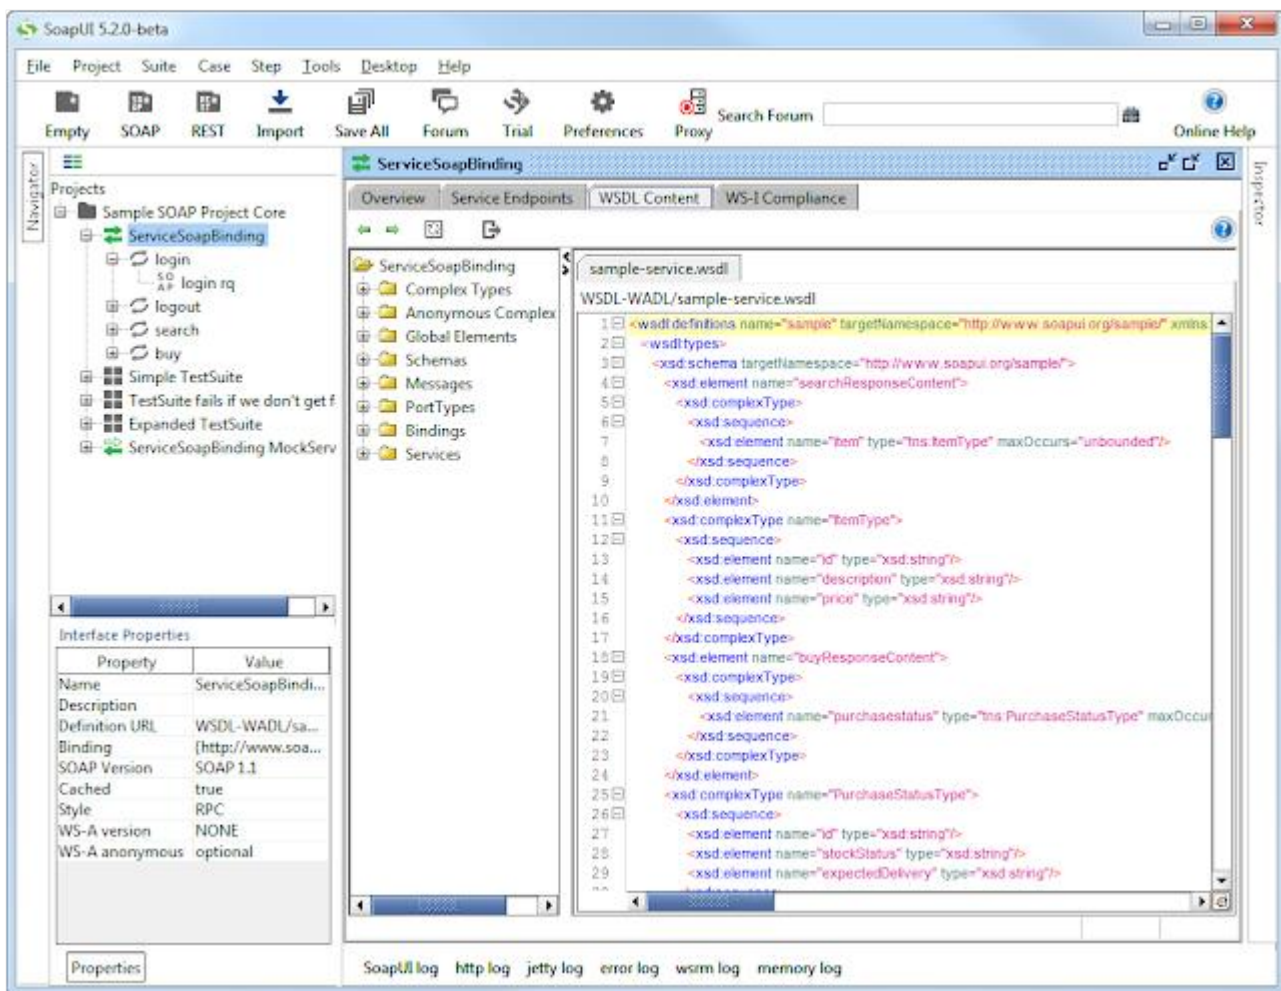 SoapUI 5.2.0-beta
File Project Suite Case Step Tools Desktop Help
Empty SOAP REST Import Save All Forum Trial Preferences Proxy Search Forum Online Help
Navigator
Projects
Sample SOAP Project Core
ServiceSoapBinding
login
SOAP login rq
logout
search
buy
Simple TestSuite
TestSuite fails if we don't get f
Expanded TestSuite
ServiceSoapBinding MockServ
Interface Properties
Property Value
Name ServiceSoapBindi...
Description
Definition URL WSDL-WADL/sa...
Binding {http://www.soa...
SOAP Version SOAP 1.1
Cached true
Style RPC
WS-A version NONE
WS-A anonymous optional
Properties
ServiceSoapBinding
Overview Service Endpoints WSDL Content WS-I Compliance
ServiceSoapBinding
Complex Types
Anonymous Complex
Global Elements
Schemas
Messages
PortTypes
Bindings
Services
sample-service.wsdl
WSDL-WADL/sample-service.wsdl
1 <wsdl:definitions name="sample" targetNamespace="http://www.soapui.org/sample/" xmlns:
2 <wsdl:types>
3 <xsd:schema targetNamespace="http://www.soapui.org/sample/">
4 <xsd:element name="searchResponseContent">
5 <xsd:complexType>
6 <xsd:sequence>
7 <xsd:element name="item" type="tns:ItemType" maxOccurs="unbounded"/>
8 </xsd:sequence>
9 </xsd:complexType>
10 </xsd:element>
11 <xsd:complexType name="ItemType">
12 <xsd:sequence>
13 <xsd:element name="id" type="xsd:string"/>
14 <xsd:element name="description" type="xsd:string"/>
15 <xsd:element name="price" type="xsd:string"/>
16 </xsd:sequence>
17 </xsd:complexType>
18 <xsd:element name="buyResponseContent">
19 <xsd:complexType>
20 <xsd:sequence>
21 <xsd:element name="purchasestatus" type="tns:PurchaseStatusType" maxOccur
22 </xsd:sequence>
23 </xsd:complexType>
24 </xsd:element>
25 <xsd:complexType name="PurchaseStatusType">
26 <xsd:sequence>
27 <xsd:element name="id" type="xsd:string"/>
28 <xsd:element name="stockStatus" type="xsd:string"/>
29 <xsd:element name="expectedDelivery" type="xsd:string"/>
Inspector
SoapUI log http log jetty log error log wsrm log memory log